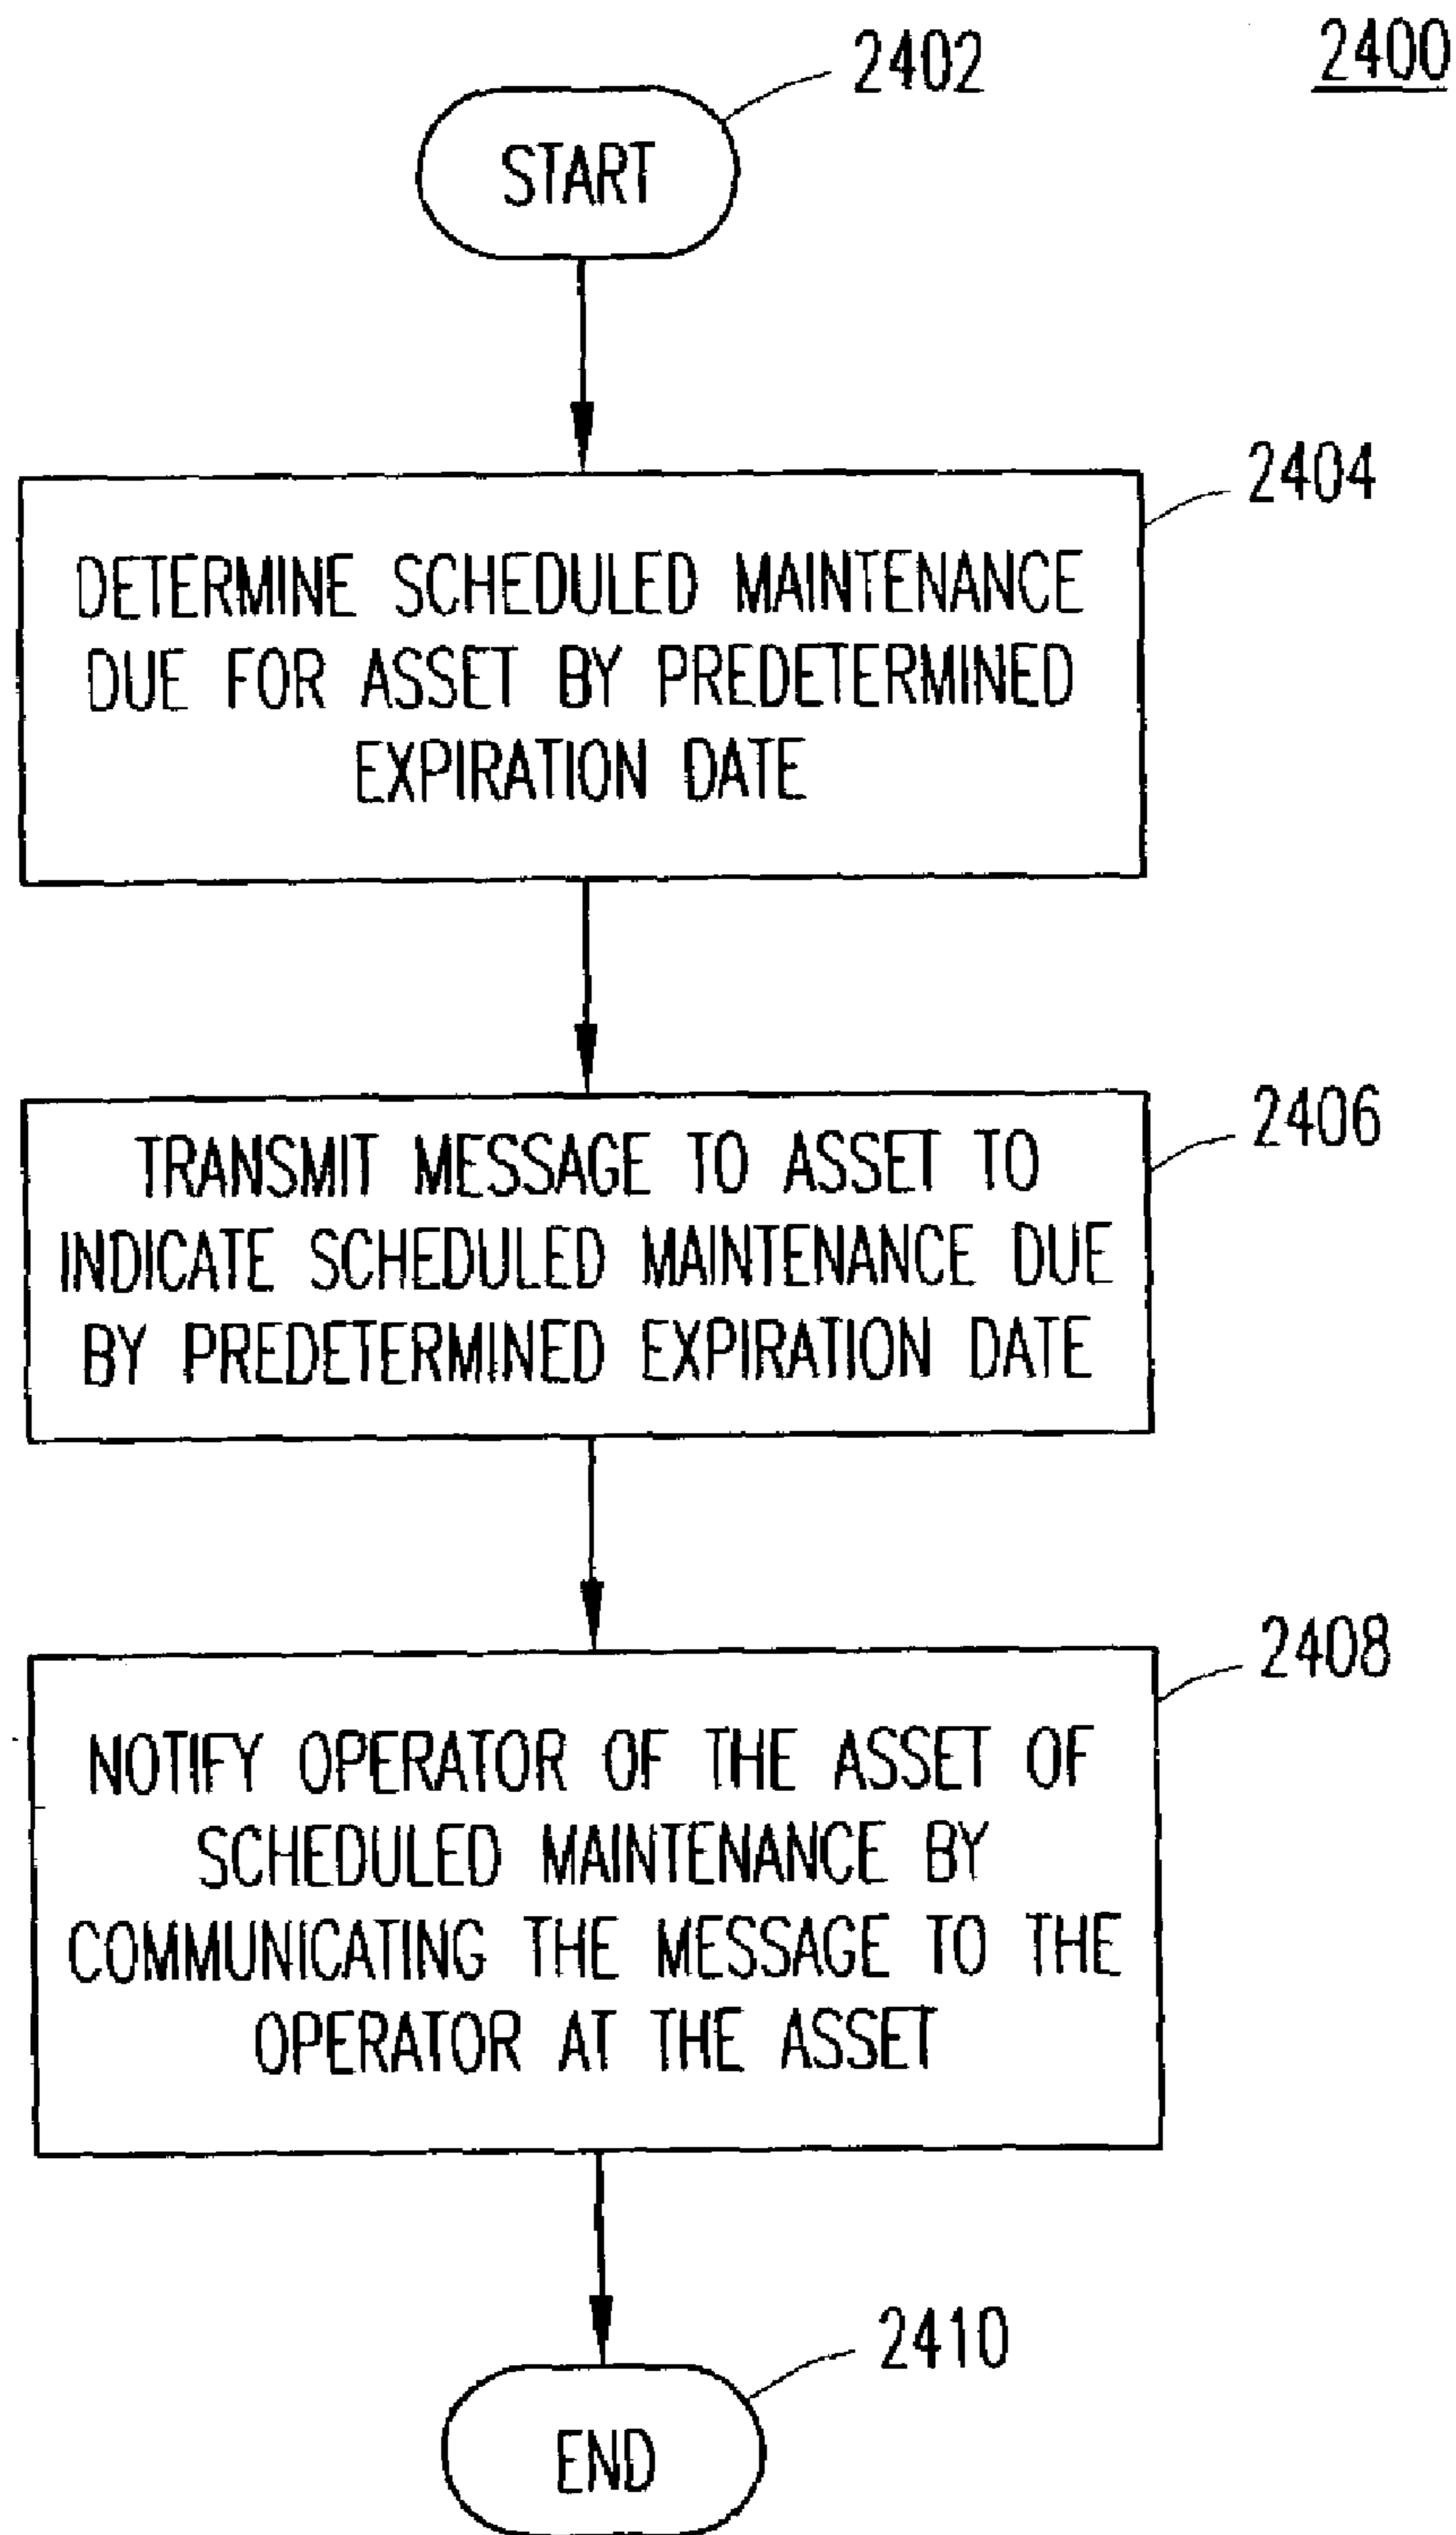 2400
2402
START
2404
DETERMINE SCHEDULED MAINTENANCE
DUE FOR ASSET BY PREDETERMINED
EXPIRATION DATE
2406
TRANSMIT MESSAGE TO ASSET TO
INDICATE SCHEDULED MAINTENANCE DUE
BY PREDETERMINED EXPIRATION DATE
2408
NOTIFY OPERATOR OF THE ASSET OF
SCHEDULED MAINTENANCE BY
COMMUNICATING THE MESSAGE TO THE
OPERATOR AT THE ASSET
2410
END